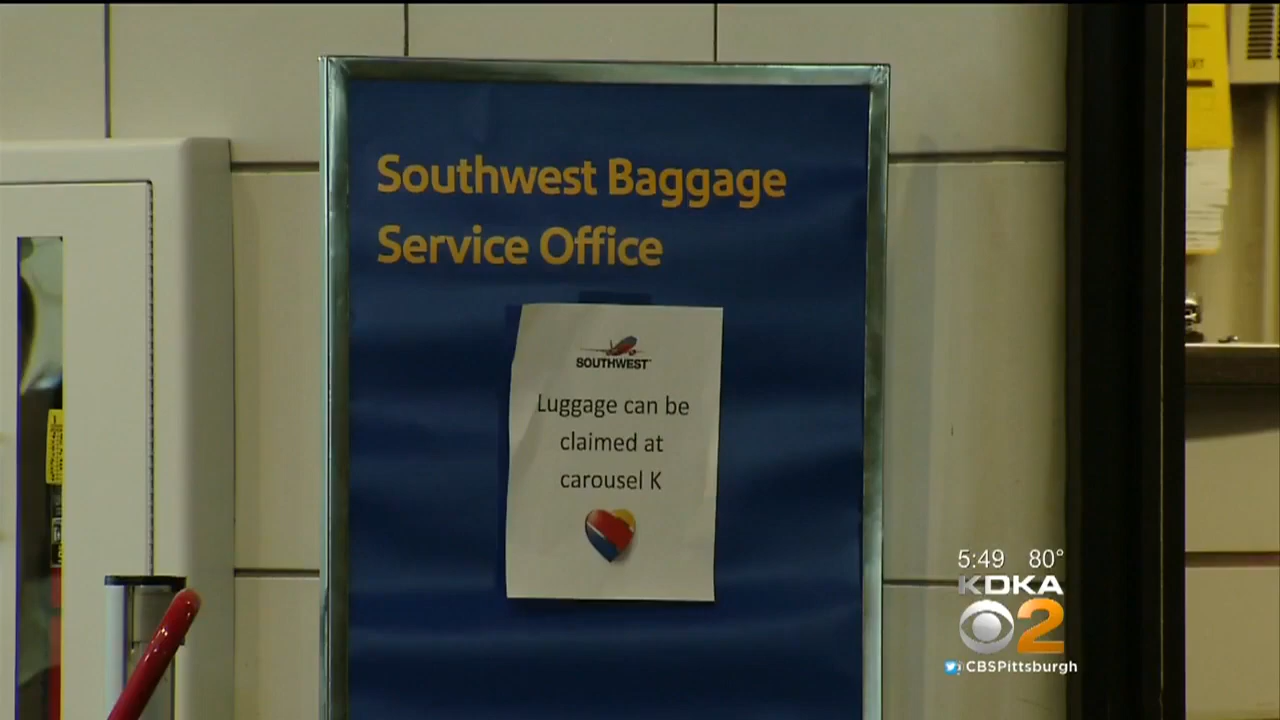 Southwest Baggage
Service Office
SOUTHWEST
Luggage can be
claimed at
carousel K
5:49 80°
KDKA
2
CBSPittsburgh